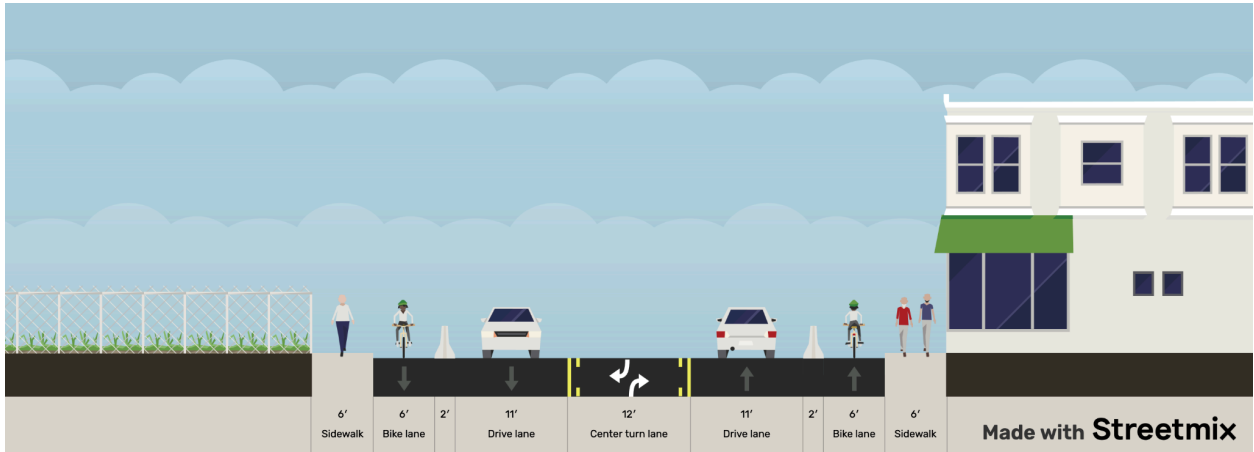 6′
Sidewalk
6′
Bike lane
2′
11′
Drive lane
12′
Center turn lane
11′
Drive lane
2′
6′
Bike lane
6′
Sidewalk
Made with Streetmix